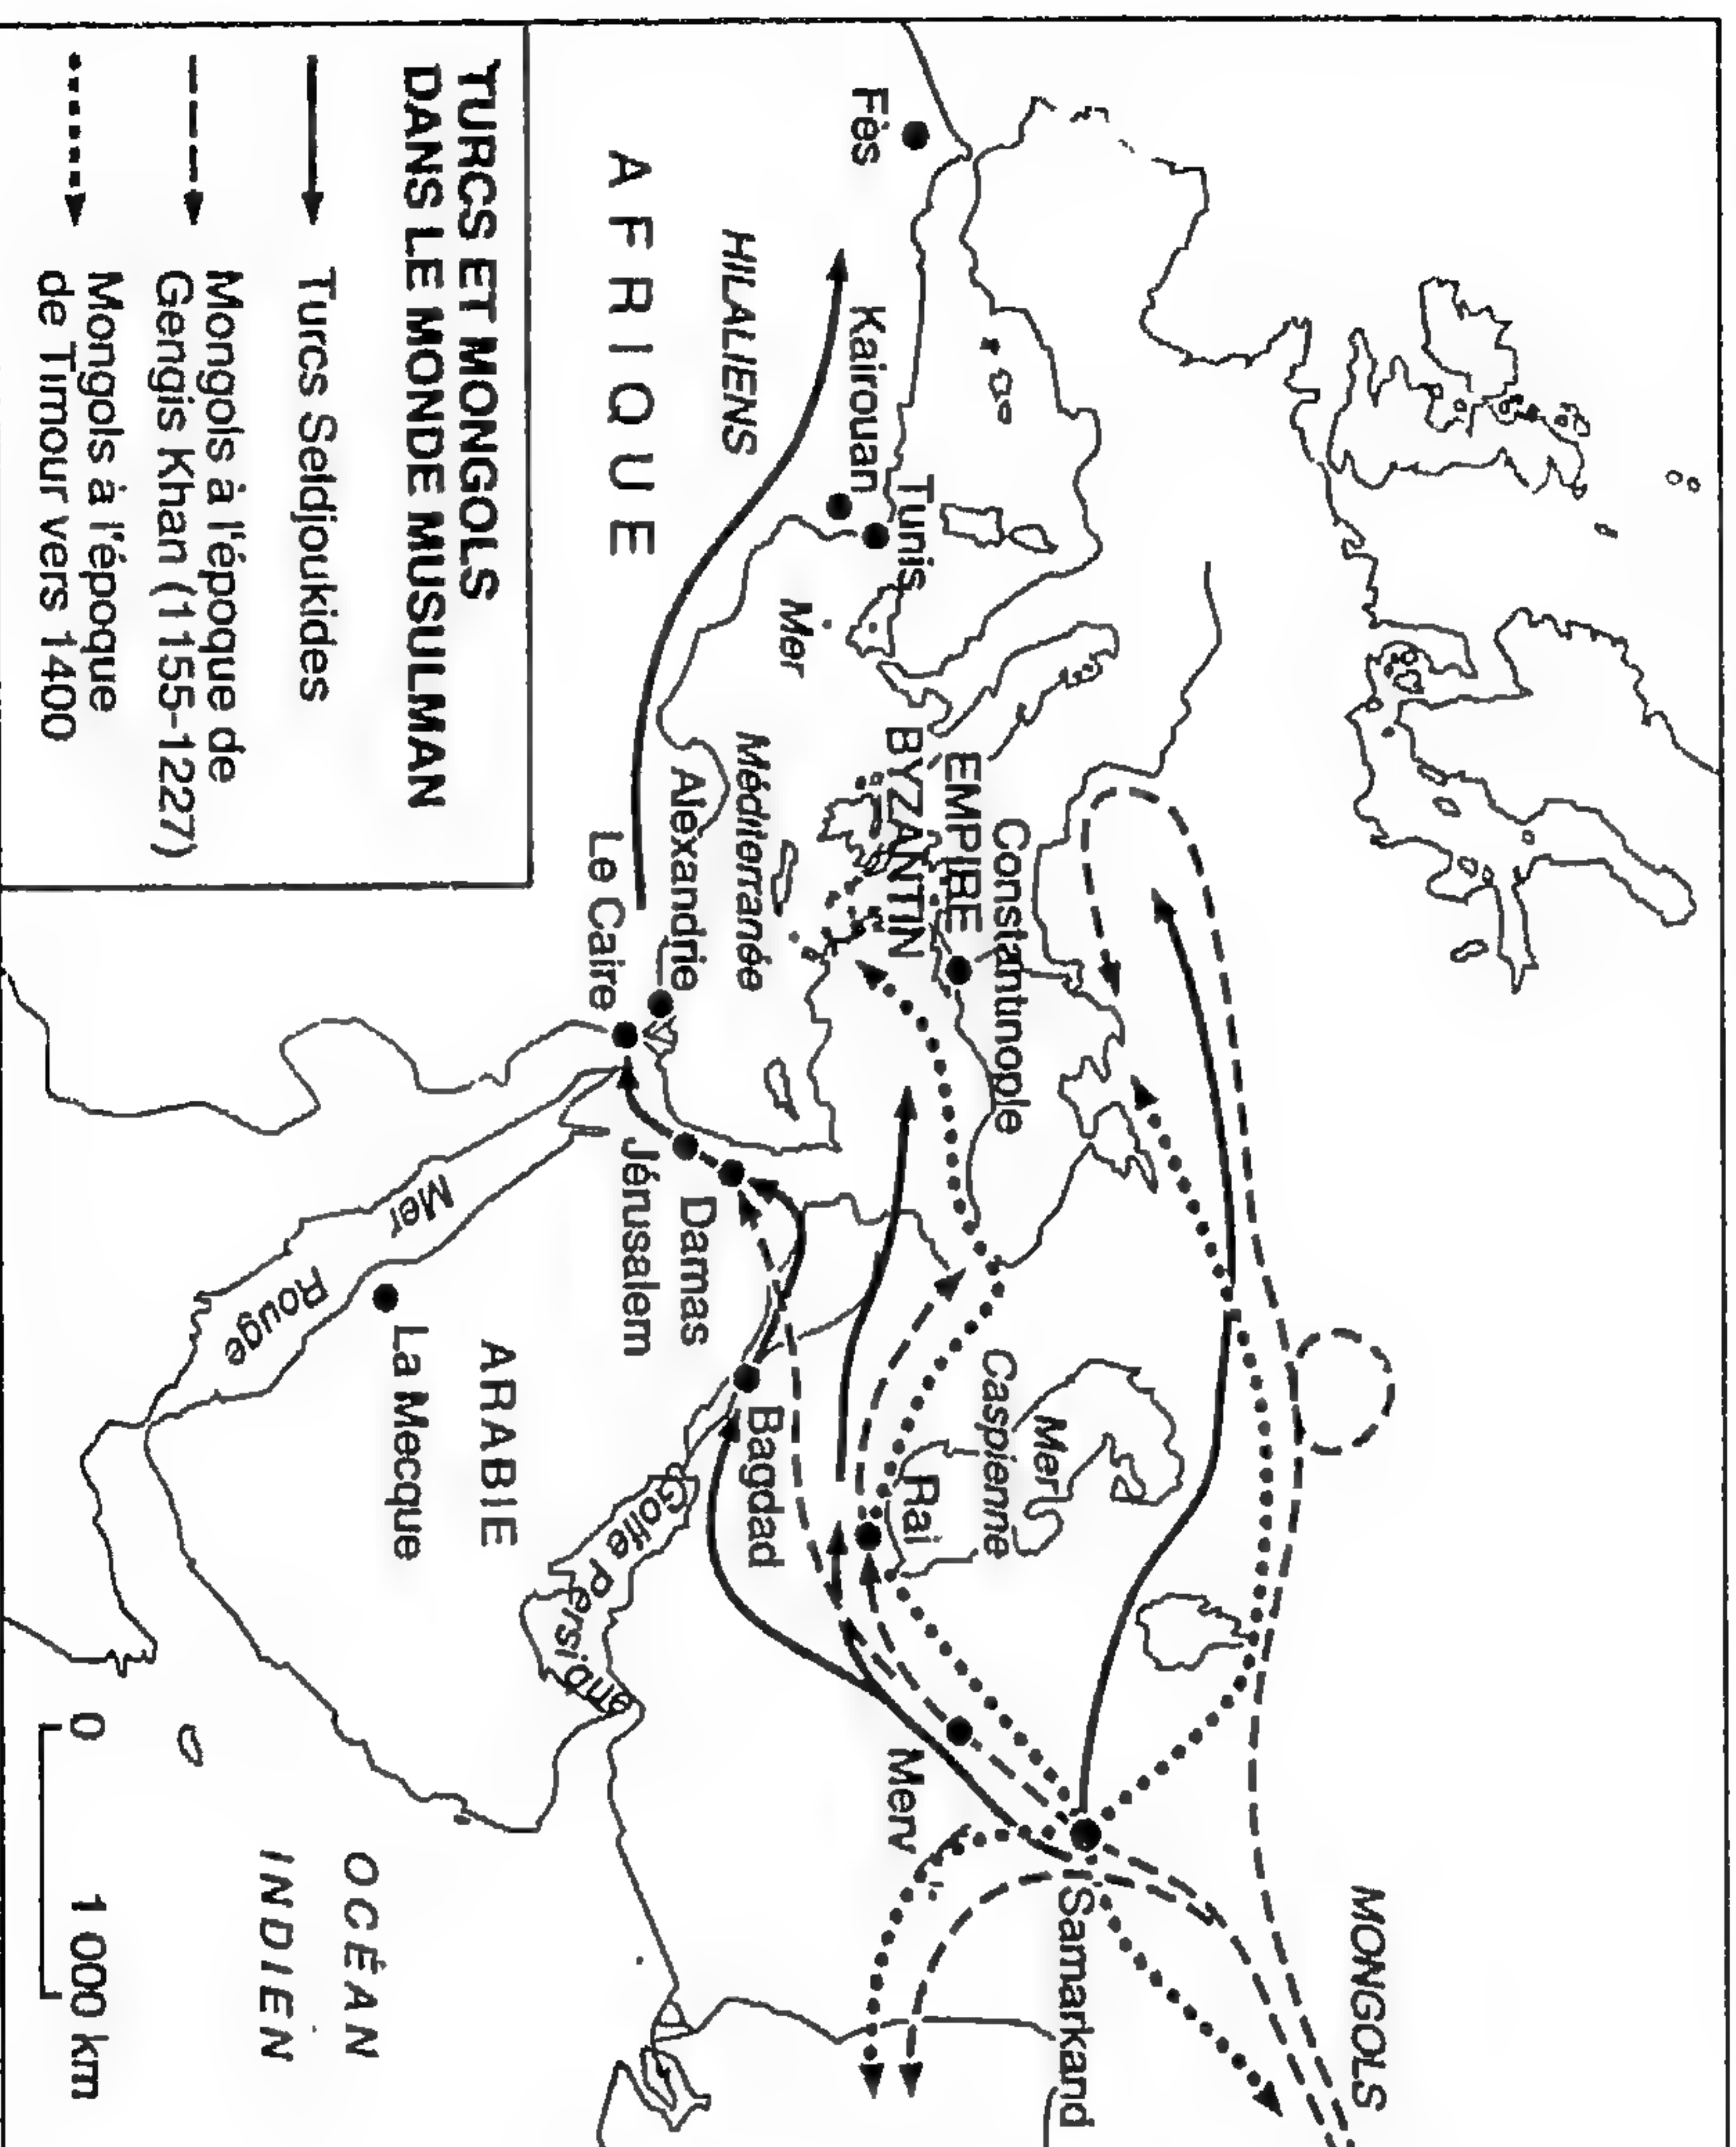 MONGOLS
Constantinople
EMPIRE
BYZANTIN
Mer
Caspienne
Samarkand
Fès
Tunis
Kairouan
Mer
Méditerranée
Rai
Merv
HILALIENS
Alexandrie
Le Caire
Damas
Jérusalem
Bagdad
AFRIQUE
Golfe Persique
ARABIE
La Mecque
Mer
Rouge
OCÉAN
INDIEN
TURCS ET MONGOLS
DANS LE MONDE MUSULMAN
Turcs Seldjoukides
Mongols à l'époque de
Gengis Khan (1155-1227)
Mongols à l'époque
de Timour vers 1400
0 1 000 km